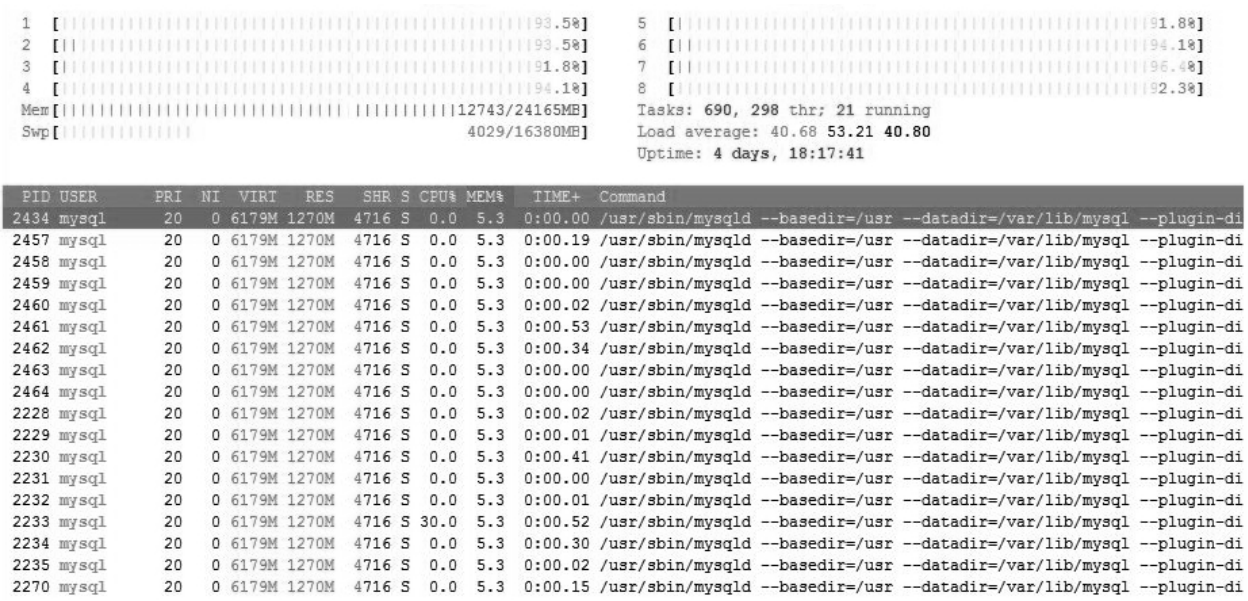 1 [93.5%] 5 [91.8%]
2 [93.5%] 6 [94.1%]
3 [91.8%] 7 [96.4%]
4 [94.1%] 8 [92.3%]
Mem[12743/24165MB] Tasks: 690, 298 thr; 21 running
Swp[4029/16380MB] Load average: 40.68 53.21 40.80
Uptime: 4 days, 18:17:41
PID USER PRI NI VIRT RES SHR S CPU% MEM% TIME+ Command
2434 mysql 20 0 6179M 1270M 4716 S 0.0 5.3 0:00.00 /usr/sbin/mysqld --basedir=/usr --datadir=/var/lib/mysql --plugin-di
2457 mysql 20 0 6179M 1270M 4716 S 0.0 5.3 0:00.19 /usr/sbin/mysqld --basedir=/usr --datadir=/var/lib/mysql --plugin-di
2458 mysql 20 0 6179M 1270M 4716 S 0.0 5.3 0:00.00 /usr/sbin/mysqld --basedir=/usr --datadir=/var/lib/mysql --plugin-di
2459 mysql 20 0 6179M 1270M 4716 S 0.0 5.3 0:00.00 /usr/sbin/mysqld --basedir=/usr --datadir=/var/lib/mysql --plugin-di
2460 mysql 20 0 6179M 1270M 4716 S 0.0 5.3 0:00.02 /usr/sbin/mysqld --basedir=/usr --datadir=/var/lib/mysql --plugin-di
2461 mysql 20 0 6179M 1270M 4716 S 0.0 5.3 0:00.53 /usr/sbin/mysqld --basedir=/usr --datadir=/var/lib/mysql --plugin-di
2462 mysql 20 0 6179M 1270M 4716 S 0.0 5.3 0:00.34 /usr/sbin/mysqld --basedir=/usr --datadir=/var/lib/mysql --plugin-di
2463 mysql 20 0 6179M 1270M 4716 S 0.0 5.3 0:00.00 /usr/sbin/mysqld --basedir=/usr --datadir=/var/lib/mysql --plugin-di
2464 mysql 20 0 6179M 1270M 4716 S 0.0 5.3 0:00.00 /usr/sbin/mysqld --basedir=/usr --datadir=/var/lib/mysql --plugin-di
2228 mysql 20 0 6179M 1270M 4716 S 0.0 5.3 0:00.02 /usr/sbin/mysqld --basedir=/usr --datadir=/var/lib/mysql --plugin-di
2229 mysql 20 0 6179M 1270M 4716 S 0.0 5.3 0:00.01 /usr/sbin/mysqld --basedir=/usr --datadir=/var/lib/mysql --plugin-di
2230 mysql 20 0 6179M 1270M 4716 S 0.0 5.3 0:00.41 /usr/sbin/mysqld --basedir=/usr --datadir=/var/lib/mysql --plugin-di
2231 mysql 20 0 6179M 1270M 4716 S 0.0 5.3 0:00.00 /usr/sbin/mysqld --basedir=/usr --datadir=/var/lib/mysql --plugin-di
2232 mysql 20 0 6179M 1270M 4716 S 0.0 5.3 0:00.01 /usr/sbin/mysqld --basedir=/usr --datadir=/var/lib/mysql --plugin-di
2233 mysql 20 0 6179M 1270M 4716 S 30.0 5.3 0:00.52 /usr/sbin/mysqld --basedir=/usr --datadir=/var/lib/mysql --plugin-di
2234 mysql 20 0 6179M 1270M 4716 S 0.0 5.3 0:00.30 /usr/sbin/mysqld --basedir=/usr --datadir=/var/lib/mysql --plugin-di
2235 mysql 20 0 6179M 1270M 4716 S 0.0 5.3 0:00.02 /usr/sbin/mysqld --basedir=/usr --datadir=/var/lib/mysql --plugin-di
2270 mysql 20 0 6179M 1270M 4716 S 0.0 5.3 0:00.15 /usr/sbin/mysqld --basedir=/usr --datadir=/var/lib/mysql --plugin-di